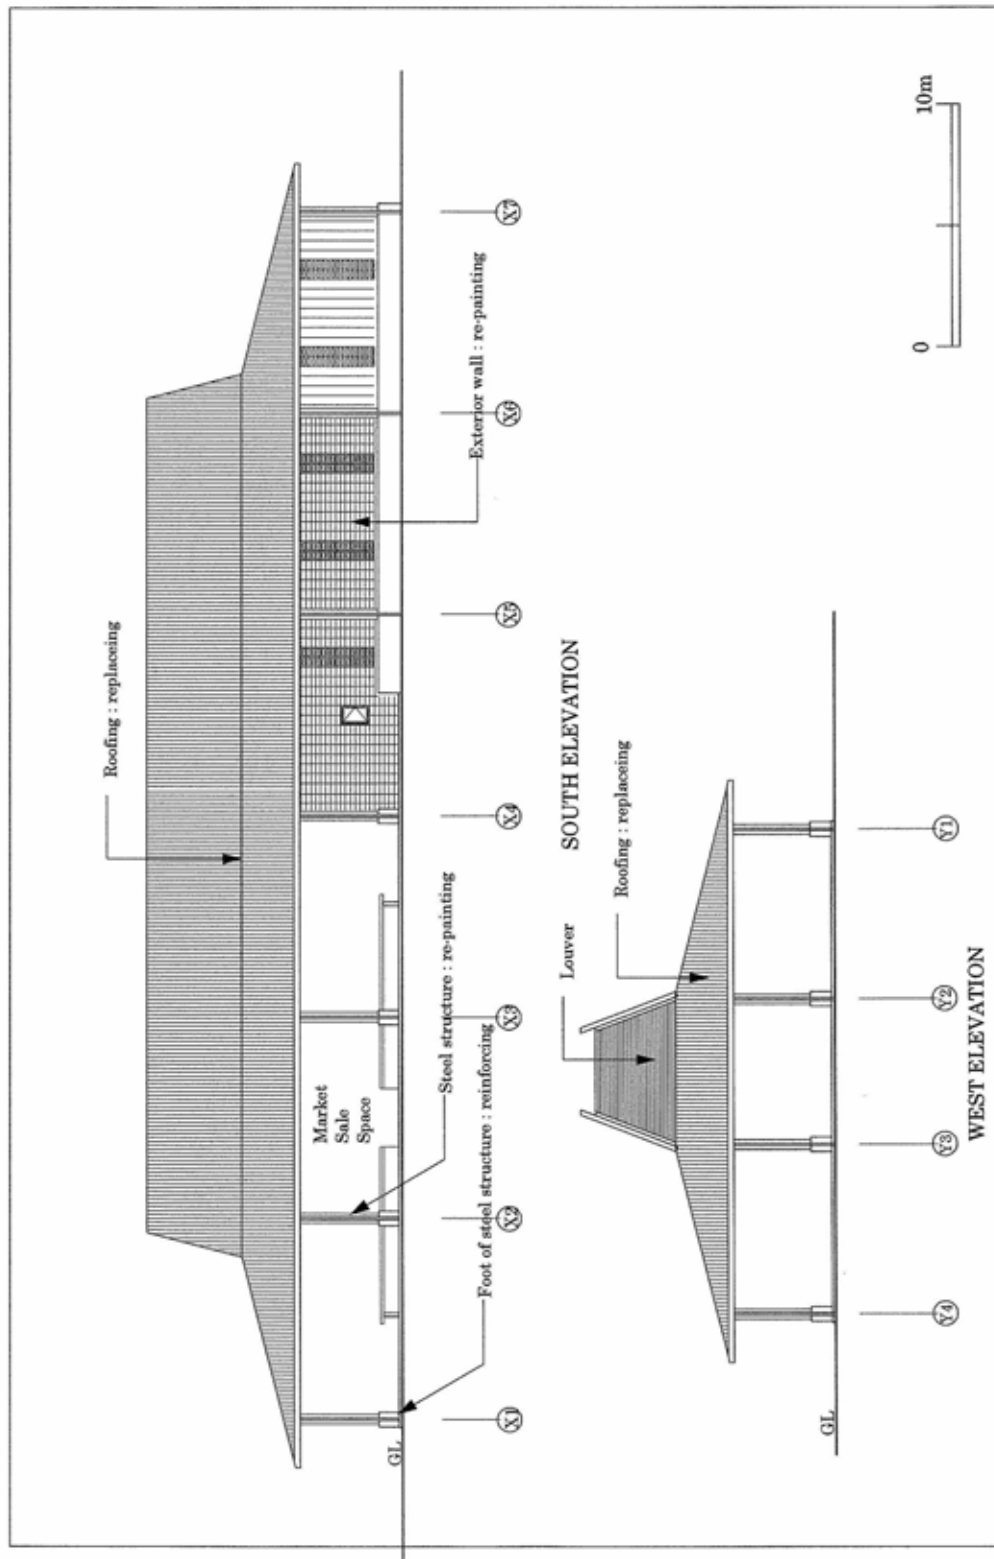 Roofing : replaceing
Market
Sale
Space
Steel structure : re-painting
Foot of steel structure : reinforcing
Exterior wall : re-painting
GL
X1
X2
X3
X4
X5
X6
X7
SOUTH ELEVATION
Louver
Roofing : replaceing
GL
Y4
Y3
Y2
Y1
WEST ELEVATION
0
10m